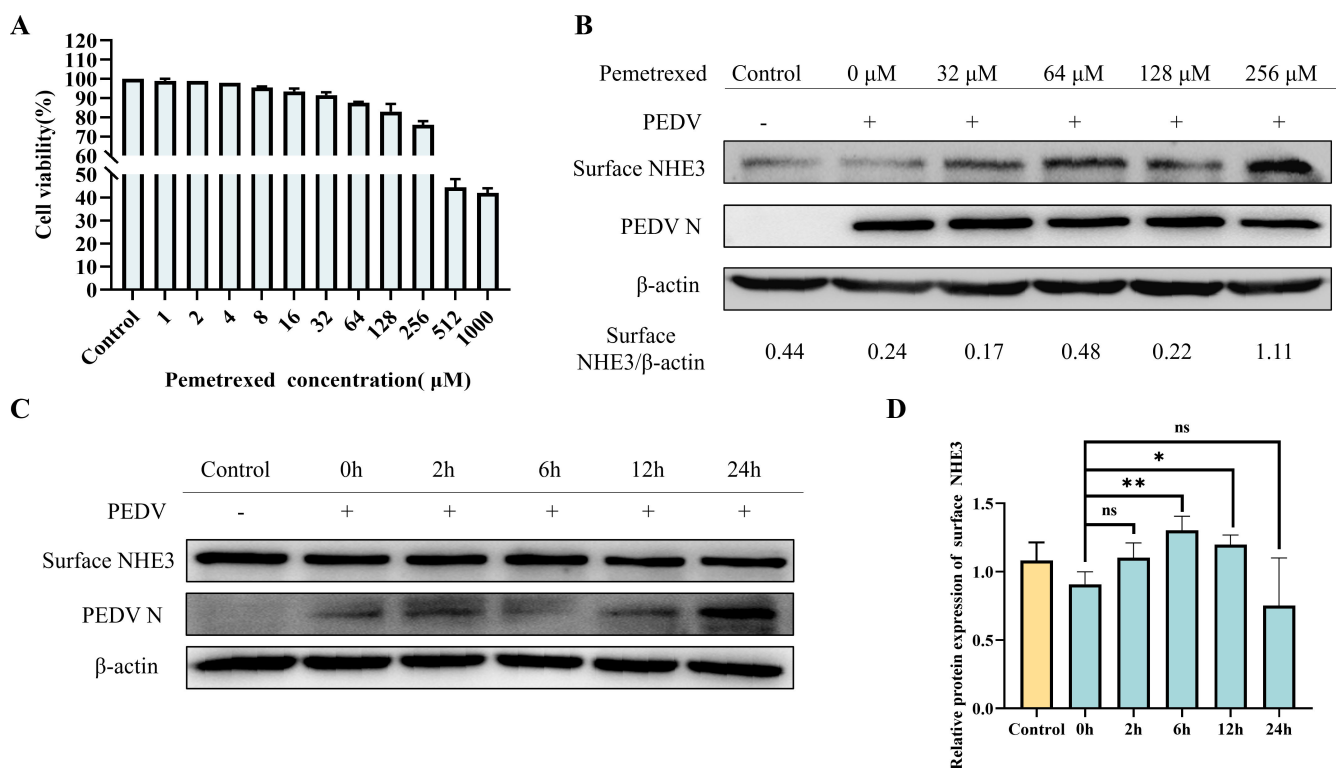 A
120
110
100
90
80
70
60
50
40
30
20
10
0
Cell viability(%)
Control 1 2 4 8 16 32 64 128 256 512 1000
Pemetrexed concentration( μM)
B
Pemetrexed Control 0 μM 32 μM 64 μM 128 μM 256 μM
PEDV - + + + + +
Surface NHE3
PEDV N
β-actin
Surface
NHE3/β-actin 0.44 0.24 0.17 0.48 0.22 1.11
C
Control 0h 2h 6h 12h 24h
PEDV - + + + + +
Surface NHE3
PEDV N
β-actin
D
Relative protein expression of surface NHE3
ns
*
**
ns
1.5
1.0
0.5
0.0
Control 0h 2h 6h 12h 24h